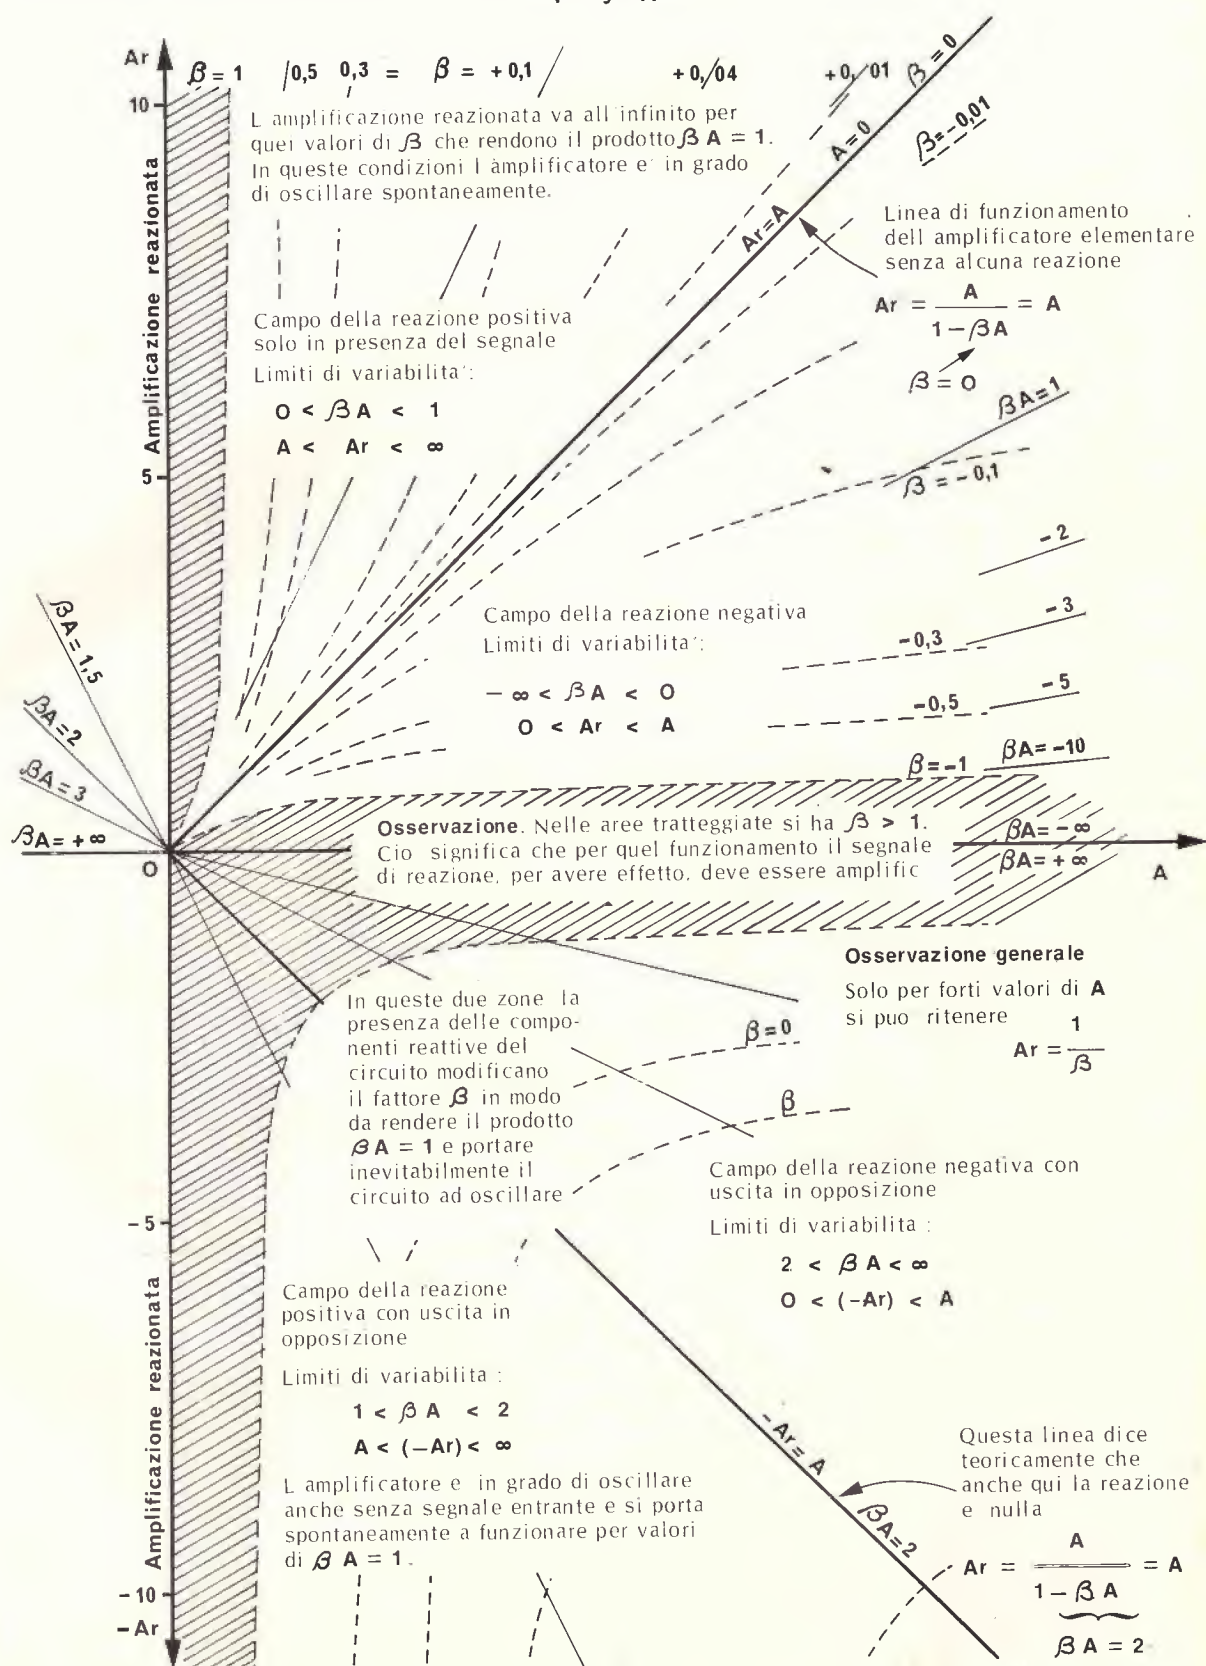 Ar
β = 1 0,5 0,3 = β = +0,1 +0,04 +0,01 β = 0
10
L amplificazione reazionata va all infinito per
quei valori di β che rendono il prodotto β A = 1.
In queste condizioni l amplificatore e' in grado
di oscillare spontaneamente.
A=0
β=-0,01
Ar=A
Amplificazione reazionata
Linea di funzionamento
dell amplificatore elementare
senza alcuna reazione
Ar = A / 1-βA = A
β = 0
Campo della reazione positiva
solo in presenza del segnale
Limiti di variabilita':
0 < β A < 1
A < Ar < ∞
5
βA=1
β = -0,1
-2
-3
-0,3
-5
-0,5
β=-1 βA=-10
Campo della reazione negativa
Limiti di variabilita':
- ∞ < β A < 0
0 < Ar < A
βA=1,5
βA=2
βA=3
βA=+∞
O
Osservazione. Nelle aree tratteggiate si ha β > 1.
Cio significa che per quel funzionamento il segnale
di reazione, per avere effetto, deve essere amplific
βA=-∞
βA=+∞
A
Osservazione generale
Solo per forti valori di A
si puo ritenere
Ar = 1 / β
In queste due zone la
presenza delle compo-
nenti reattive del
circuito modificano
il fattore β in modo
da rendere il prodotto
β A = 1 e portare
inevitabilmente il
circuito ad oscillare
β=0
β
Campo della reazione negativa con
uscita in opposizione
Limiti di variabilita :
2 < β A < ∞
0 < (-Ar) < A
-5
Campo della reazione
positiva con uscita in
opposizione
Limiti di variabilita :
1 < β A < 2
A < (-Ar) < ∞
L amplificatore e in grado di oscillare
anche senza segnale entrante e si porta
spontaneamente a funzionare per valori
di β A = 1.
Amplificazione reazionata
-Ar=A
βA=2
Questa linea dice
teoricamente che
anche qui la reazione
e nulla
Ar = A / 1-β A = A
β A = 2
-10
-Ar